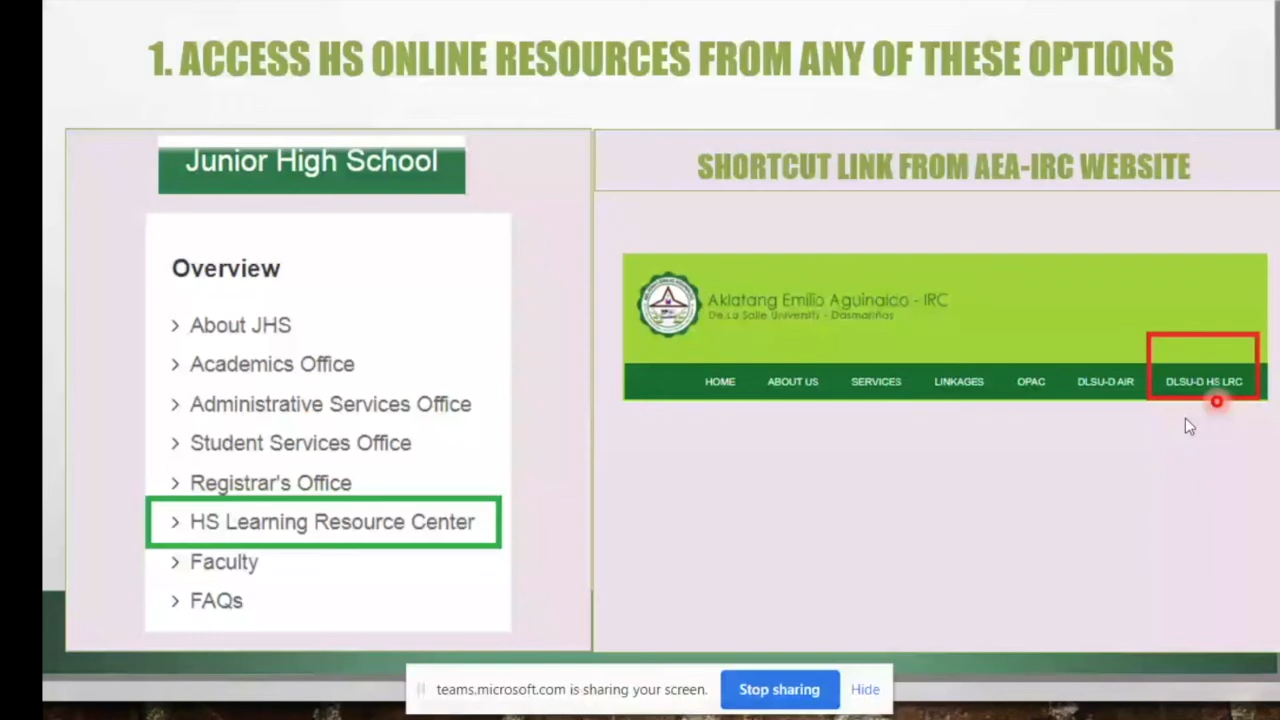 1. ACCESS HS ONLINE RESOURCES FROM ANY OF THESE OPTIONS
Junior High School
Overview
> About JHS
> Academics Office
> Administrative Services Office
> Student Services Office
> Registrar's Office
> HS Learning Resource Center
> Faculty
> FAQs
SHORTCUT LINK FROM AEA-IRC WEBSITE
Aklatang Emilio Aguinaldo - IRC
De La Salle University - Dasmariñas
HOME ABOUT US SERVICES LINKAGES OPAC DLSU-D AIR DLSU-D HS LRC
teams.microsoft.com is sharing your screen. Stop sharing Hide